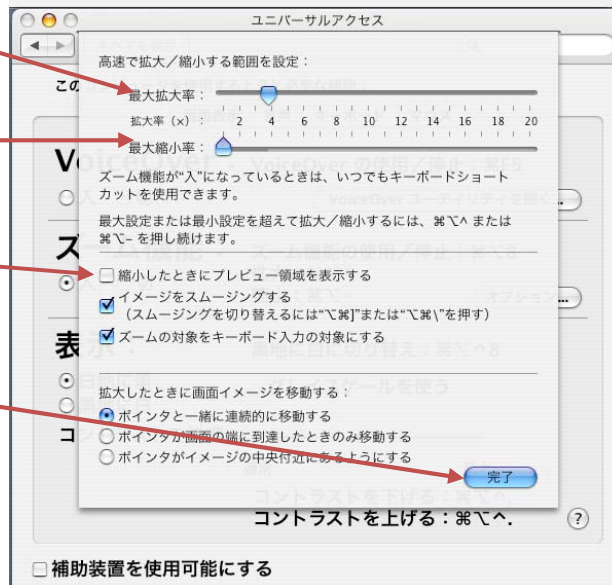 ユニバーサルアクセス
高速で拡大／縮小する範囲を設定：
最大拡大率：
拡大率（x）： 2 4 6 8 10 12 14 16 18 20
最大縮小率：
ズーム機能が“入”になっているときは、いつでもキーボードショート
カットを使用できます。
最大設定または最小設定を超えて拡大／縮小するには、⌘⌥^ または
⌘⌥- を押し続けます。
縮小したときにプレビュー領域を表示する
イメージをスムージングする
（スムージングを切り替えるには“⌥⌘]”または“⌥⌘\”を押す）
ズームの対象をキーボード入力の対象にする
拡大したときに画面イメージを移動する：
ポインタと一緒に連続的に移動する
ポインタが画面の端に到達したときのみ移動する
ポインタがイメージの中央付近にあるようにする
完了
コントラストを下げる：⌘⌥^,
コントラストを上げる：⌘⌥^.
?
補助装置を使用可能にする